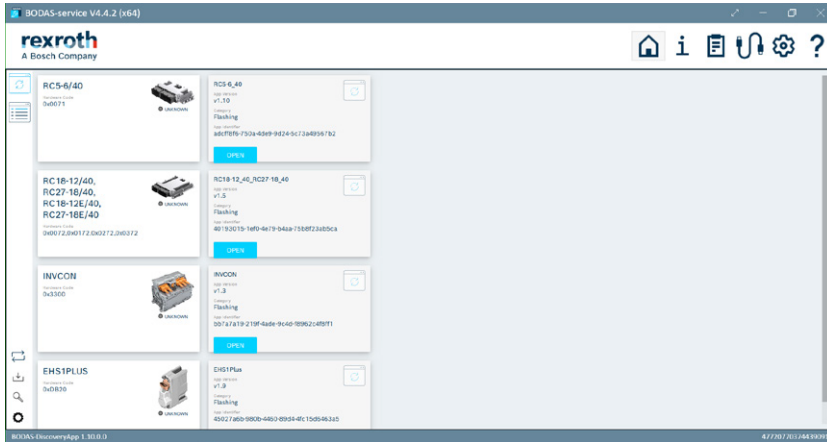 BODAS-service V4.4.2 (x64)
rexroth
A Bosch Company
RC5-6/40
Hardware Code
0x0071
UNKNOWN
RC5-6_40
App Version
v1.10
Category
Flashing
App Identifier
OPEN
RC18-12/40,
RC27-18/40,
RC18-12E/40,
RC27-18E/40
Hardware Code
0x0072,0x0172,0x0272,0x0372
UNKNOWN
RC18-12_40_RC27-18_40
App Version
v1.5
Category
Flashing
App Identifier
OPEN
INVCON
Hardware Code
0x3300
UNKNOWN
INVCON
App Version
v1.3
Category
Flashing
App Identifier
OPEN
EHS1PLUS
Hardware Code
0xDB20
UNKNOWN
EHS1Plus
App Version
Category
Flashing
App Identifier
BODAS-DiscoveryApp 1.10.0.0